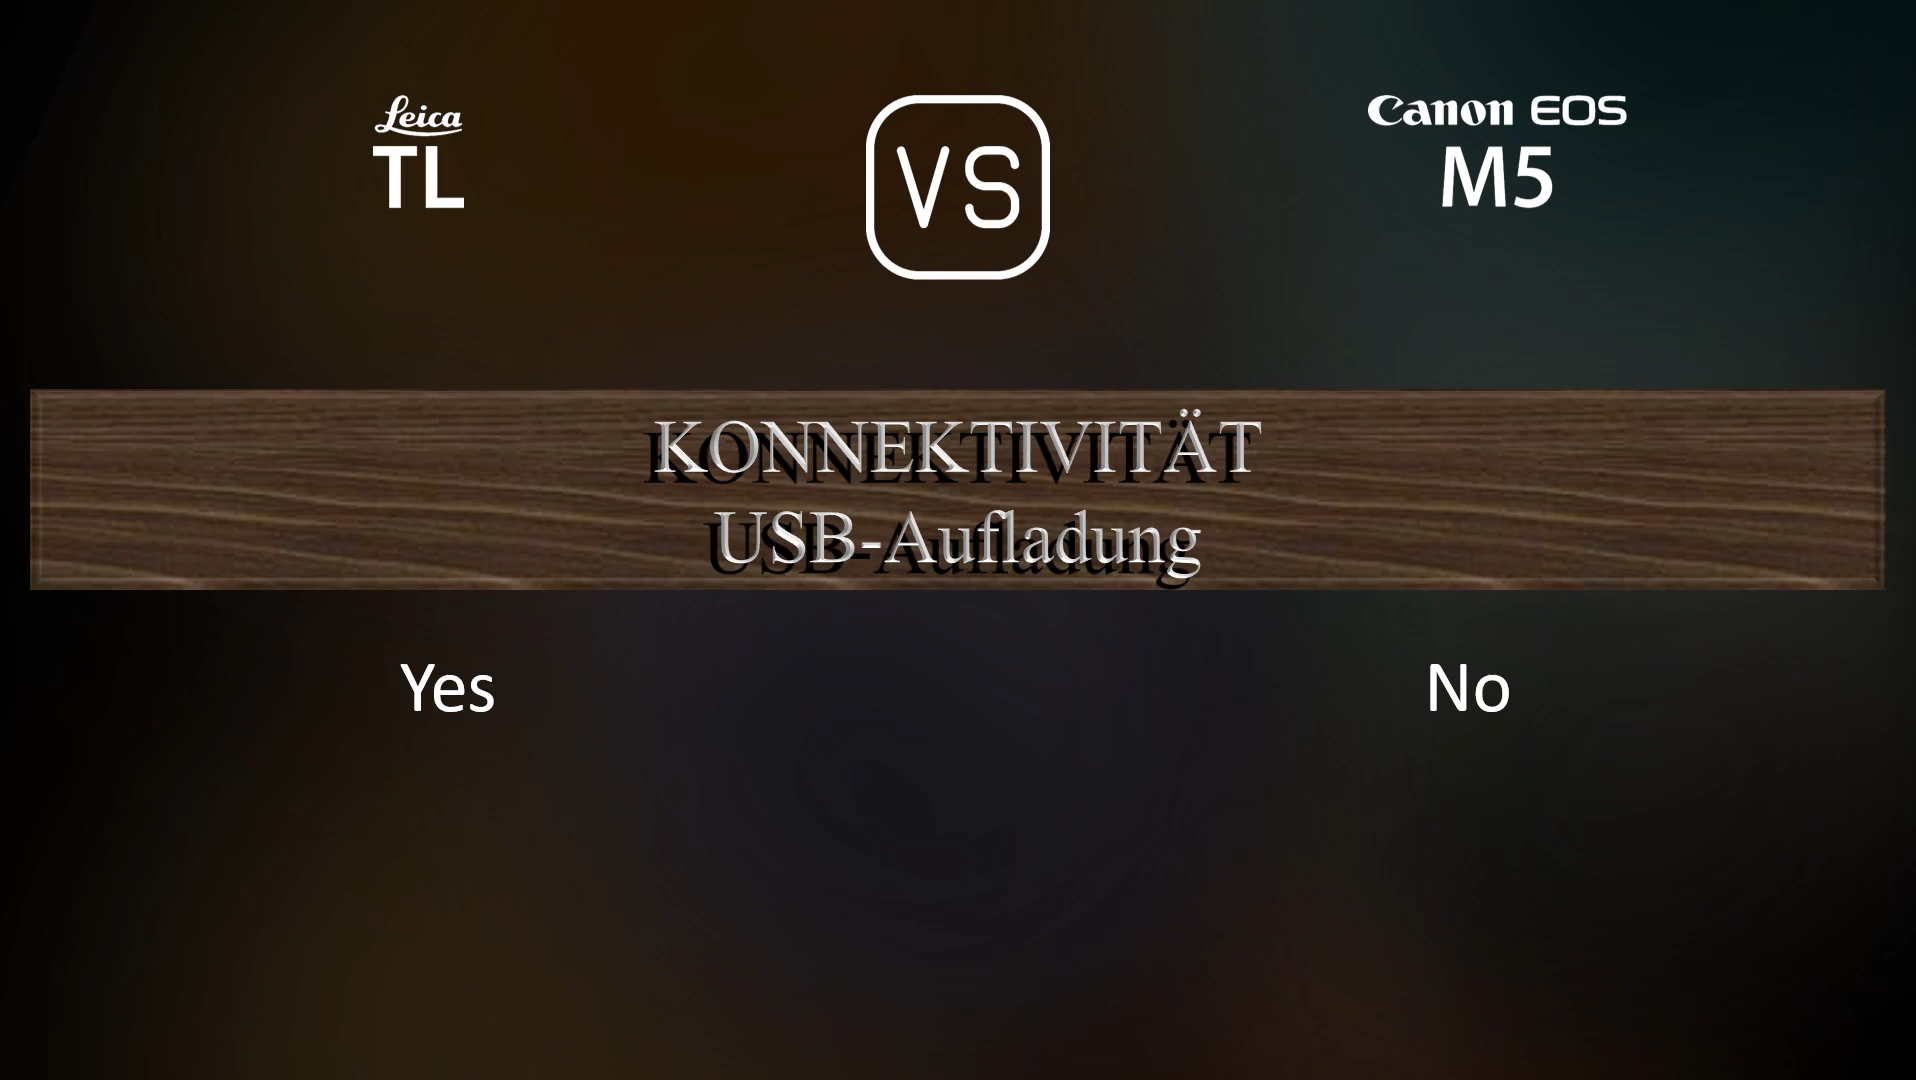 Leica
TL
VS
Canon EOS
M5
KONNEKTIVITÄT
USB-Aufladung
Yes
No